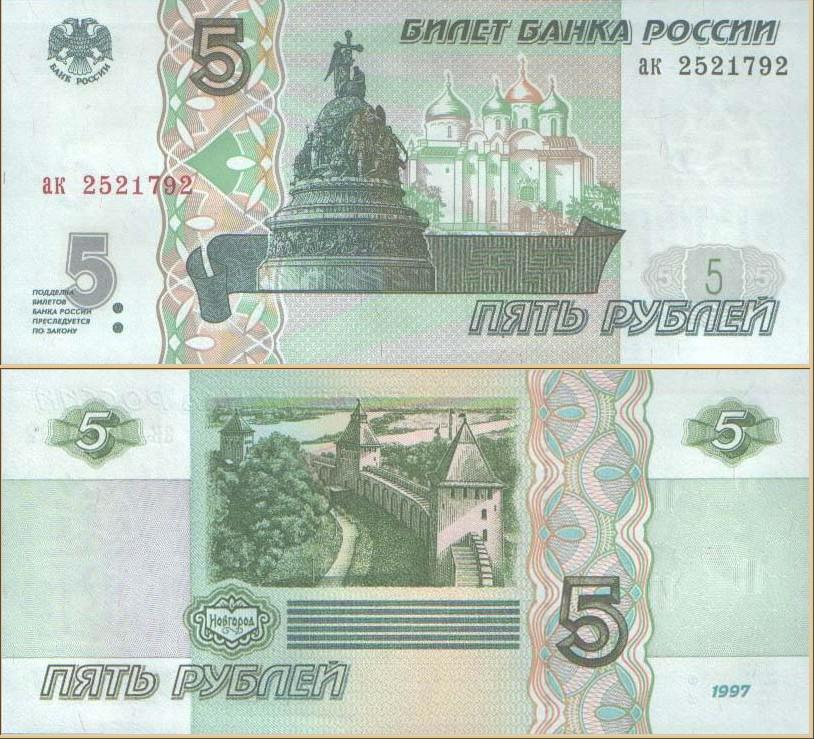 5
БИЛЕТ БАНКА РОССИИ
БАНК РОССИИ
ак 2521792
ак 2521792
5
ПОДДЕЛКА
БИЛЕТОВ
БАНКА РОССИИ
ПРЕСЛЕДУЕТСЯ
ПО ЗАКОНУ
5 5 5
ПЯТЬ РУБЛЕЙ
5
5
Новгород
5
ПЯТЬ РУБЛЕЙ
1997